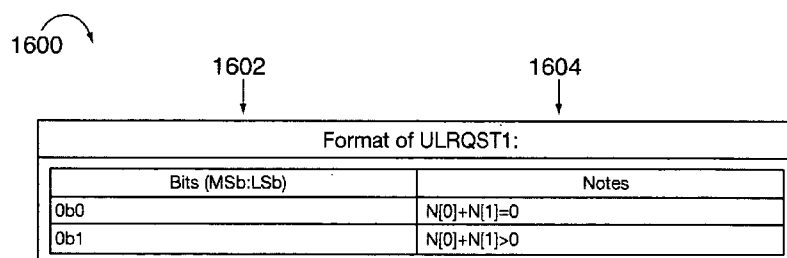 1600
1602 1604
Format of ULRQST1:
Bits (MSb:LSb) Notes
0b0 N[0]+N[1]=0
0b1 N[0]+N[1]>0